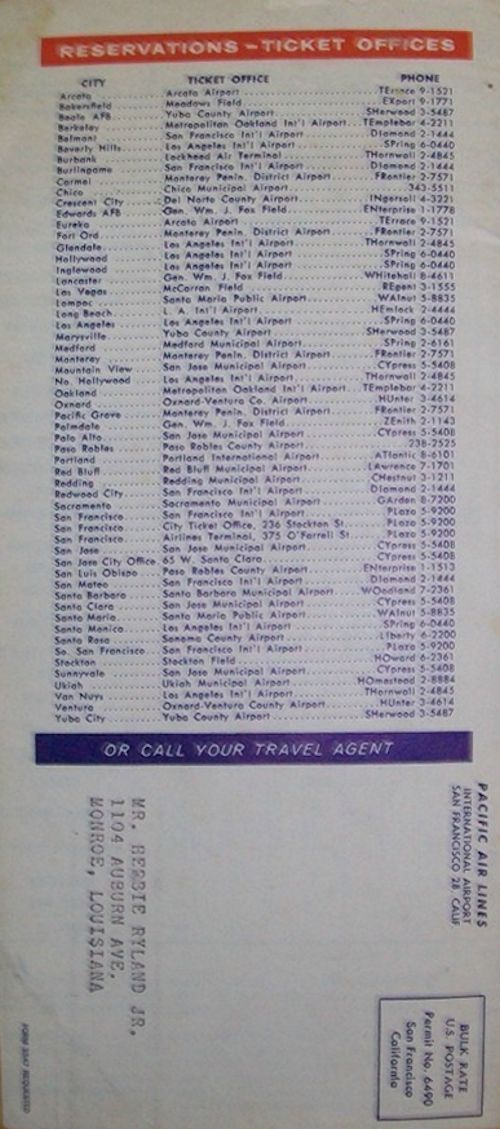 RESERVATIONS – TICKET OFFICES
CITY TICKET OFFICE PHONE
Arcata Arcata Airport TErrace 9-1521
Bakersfield Meadows Field EXport 9-1771
Beale AFB Yuba County Airport SHerwood 3-5487
Berkeley Metropolitan Oakland Int'l Airport TEmplebar 4-2211
Belmont San Francisco Int'l Airport DIamond 2-1444
Beverly Hills Los Angeles Int'l Airport SPring 6-0440
Burbank Lockheed Air Terminal THornwall 2-4845
Burlingame San Francisco Int'l Airport DIamond 2-1444
Carmel Monterey Penin. District Airport FRontier 2-7571
Chico Chico Municipal Airport 343-5511
Crescent City Del Norte County Airport INgersoll 4-3221
Edwards AFB Gen. Wm. J. Fox Field ENterprise 1-1778
Eureka Arcata Airport TErrace 9-1521
Fort Ord Monterey Penin. District Airport FRontier 2-7571
Glendale Los Angeles Int'l Airport THornwall 2-4845
Hollywood Los Angeles Int'l Airport SPring 6-0440
Inglewood Los Angeles Int'l Airport SPring 6-0440
Lancaster Gen. Wm. J. Fox Field WHitehall 8-4611
Las Vegas McCarran Field REgent 3-1555
Lompoc Santa Maria Public Airport WAlnut 5-8835
Long Beach L. A. Int'l Airport HEmlock 2-4444
Los Angeles Los Angeles Int'l Airport SPring 6-0440
Marysville Yuba County Airport SHerwood 3-5487
Medford Medford Municipal Airport SPring 2-6161
Monterey Monterey Penin. District Airport FRontier 2-7571
Mountain View San Jose Municipal Airport CYpress 5-5408
No. Hollywood Los Angeles Int'l Airport THornwall 2-4845
Oakland Metropolitan Oakland Int'l Airport TEmplebar 4-2211
Oxnard Oxnard-Ventura Co. Airport HUnter 3-4614
Pacific Grove Monterey Penin. District Airport FRontier 2-7571
Palmdale Gen. Wm. J. Fox Field ZEnith 2-1143
Palo Alto San Jose Municipal Airport CYpress 5-5408
Paso Robles Paso Robles County Airport 238-2525
Portland Portland International Airport ATlantic 8-6101
Red Bluff Red Bluff Municipal Airport LAwrence 7-1701
Redding Redding Municipal Airport CHestnut 3-1211
Redwood City San Francisco Int'l Airport DIamond 2-1444
Sacramento Sacramento Municipal Airport GArden 8-7200
San Francisco San Francisco Int'l Airport PLaza 5-9200
San Francisco City Ticket Office, 236 Stockton St. PLaza 5-9200
San Francisco Airlines Terminal, 375 O'Farrell St. PLaza 5-9200
San Jose San Jose Municipal Airport CYpress 5-5408
San Jose City Office 65 W. Santa Clara CYpress 5-5408
San Luis Obispo Paso Robles County Airport ENterprise 1-1513
San Mateo San Francisco Int'l Airport DIamond 2-1444
Santa Barbara Santa Barbara Municipal Airport WOodland 7-2361
Santa Clara San Jose Municipal Airport CYpress 5-5408
Santa Maria Santa Maria Public Airport WAlnut 5-8835
Santa Monica Los Angeles Int'l Airport SPring 6-0440
Santa Rosa Sonoma County Airport LIberty 6-2200
So. San Francisco San Francisco Int'l Airport PLaza 5-9200
Stockton Stockton Field HOward 6-2361
Sunnyvale San Jose Municipal Airport CYpress 5-5408
Ukiah Ukiah Municipal Airport HOmestead 2-8884
Van Nuys Los Angeles Int'l Airport THornwall 2-4845
Ventura Oxnard-Ventura County Airport HUnter 3-4614
Yuba City Yuba County Airport SHerwood 3-5487
OR CALL YOUR TRAVEL AGENT
PACIFIC AIR LINES
INTERNATIONAL AIRPORT
SAN FRANCISCO 28, CALIF
BULK RATE
U.S. POSTAGE
Permit No. 6490
San Francisco
California
MR. HERBIE RYLAND JR,
1104 AUBURN AVE,
MONROE, LOUISIANA
FORM 3547 REQUESTED